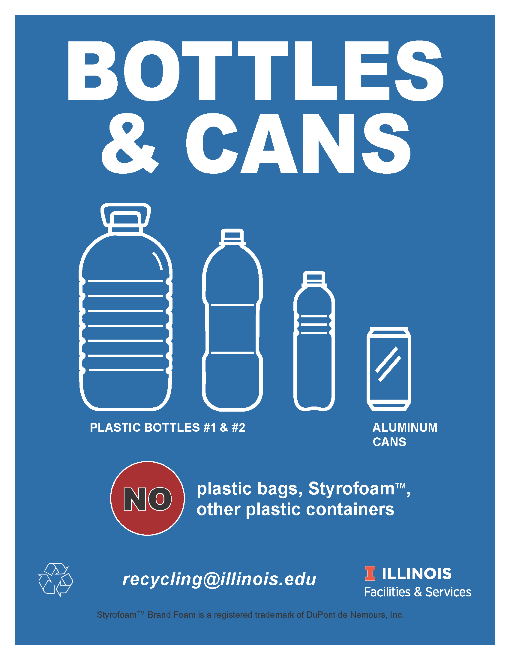 BOTTLES
& CANS
PLASTIC BOTTLES #1 & #2
ALUMINUM
CANS
NO
plastic bags, Styrofoam™,
other plastic containers
recycling@illinois.edu
I ILLINOIS
Facilities & Services
Styrofoam™ Brand Foam is a registered trademark of DuPont de Nemours, Inc.